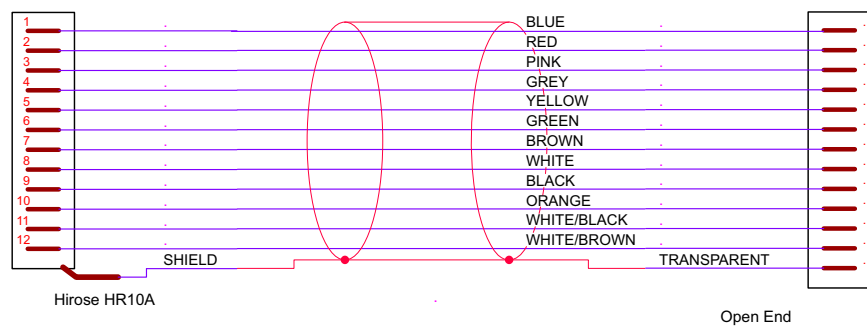 1 BLUE
2 RED
3 PINK
4 GREY
5 YELLOW
6 GREEN
7 BROWN
8 WHITE
9 BLACK
10 ORANGE
11 WHITE/BLACK
12 WHITE/BROWN
SHIELD TRANSPARENT
Hirose HR10A
Open End